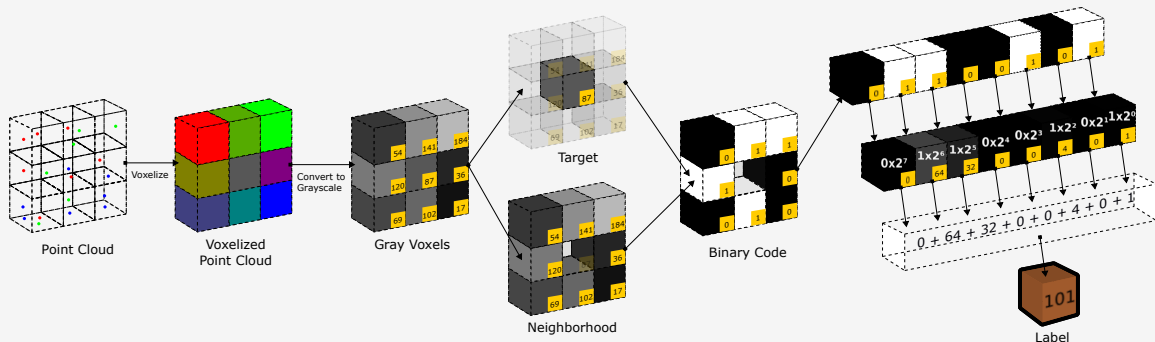 Point Cloud
Voxelize
Voxelized
Point Cloud
Convert to
Grayscale
54 141 184
120 87 36
69 102 17
Gray Voxels
54 141 184
87 36
69 102 17
Target
54 141 184
120 36
69 102 17
Neighborhood
0 1 1
1 0
0 1 0
Binary Code
0 1 1 0 0 1 0 1
0x2⁷ 1x2⁶ 1x2⁵ 0x2⁴ 0x2³ 1x2² 0x2¹ 1x2⁰
0 64 32 0 0 4 0 1
0 + 64 + 32 + 0 + 0 + 4 + 0 + 1
101
Label